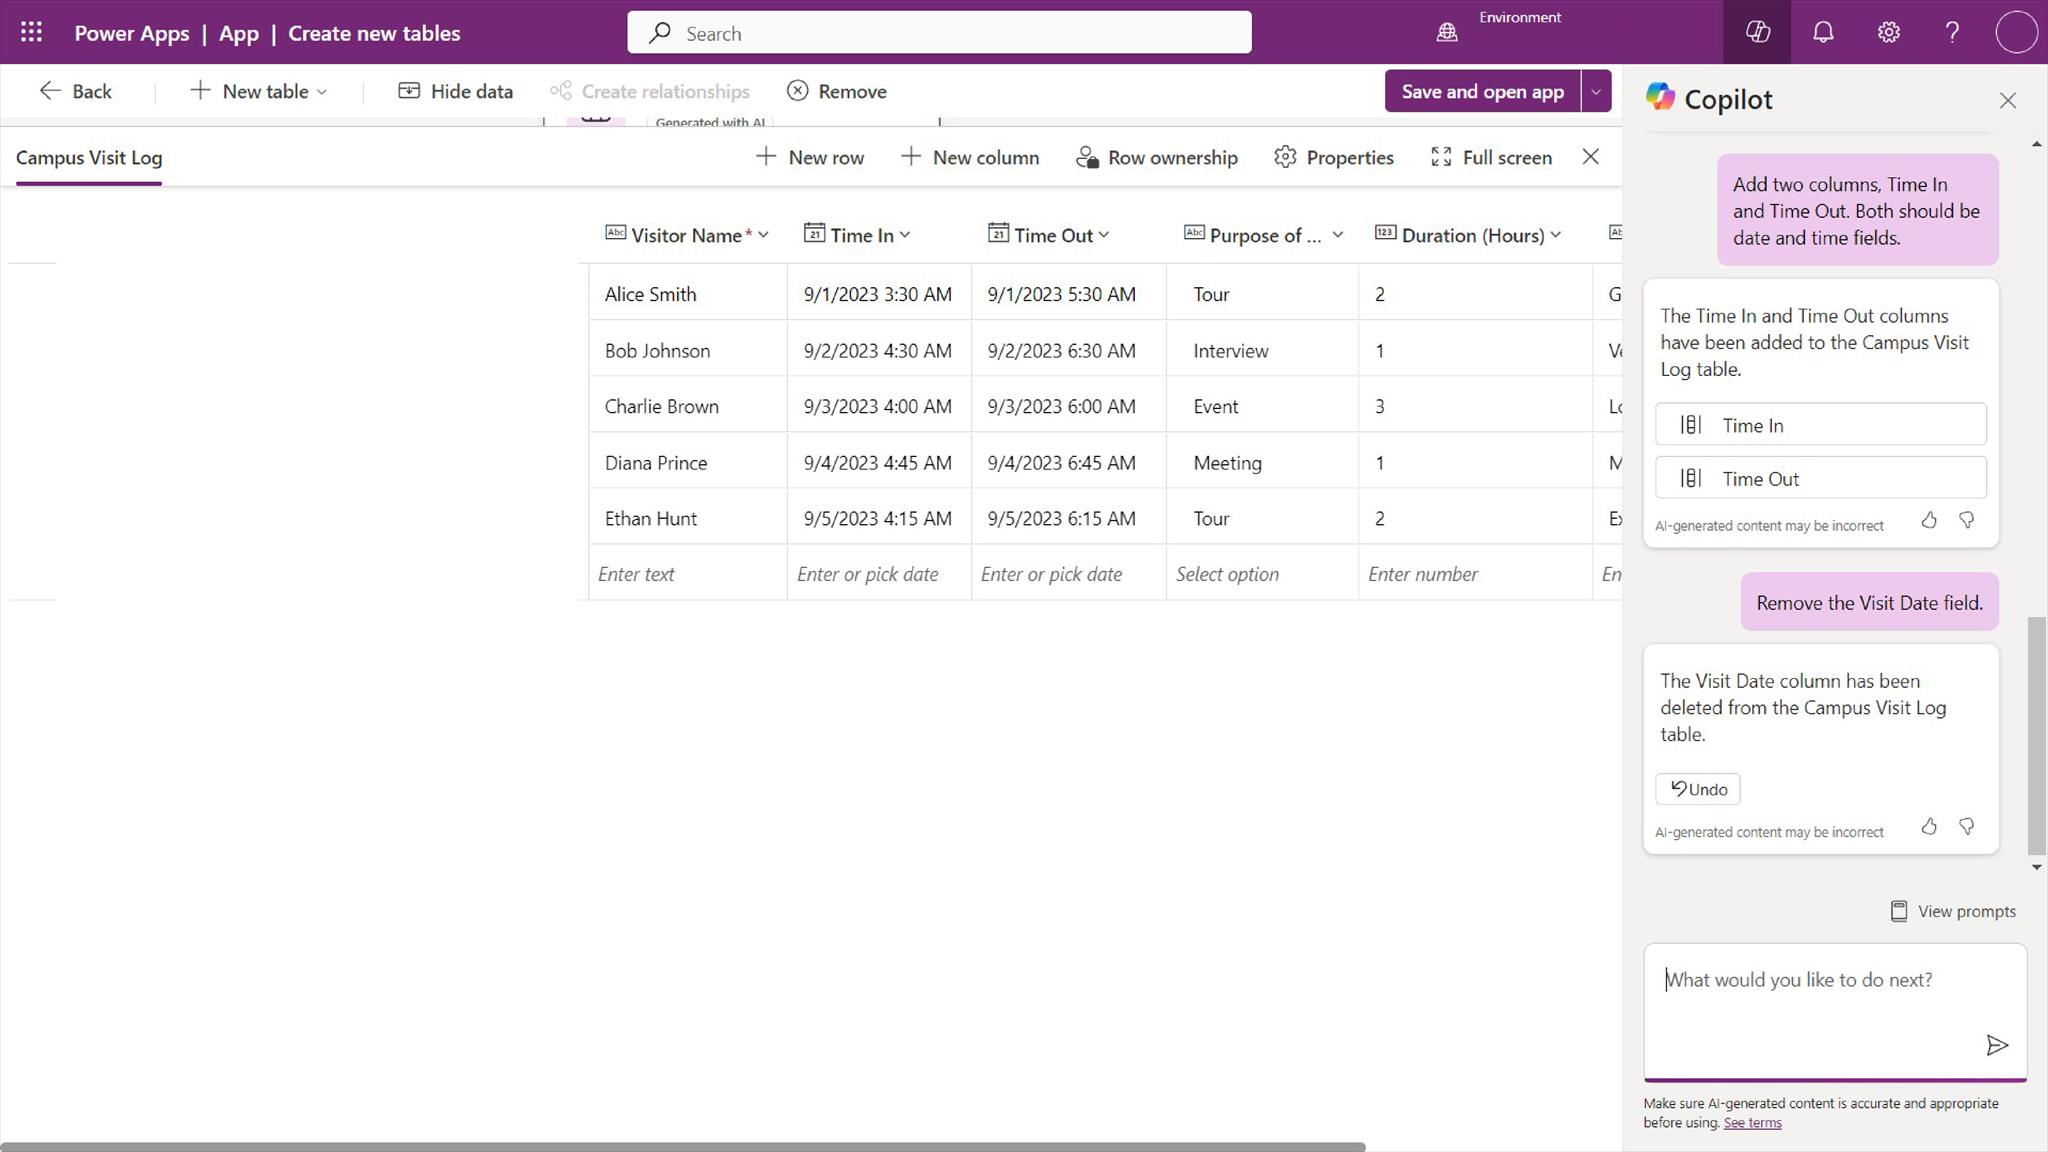 Power Apps | App | Create new tables
Search
Environment
Back
New table
Hide data
Create relationships
Remove
Save and open app
Generated with AI
Campus Visit Log
New row
New column
Row ownership
Properties
Full screen
Visitor Name* Time In Time Out Purpose of ... Duration (Hours)
Alice Smith 9/1/2023 3:30 AM 9/1/2023 5:30 AM Tour 2
Bob Johnson 9/2/2023 4:30 AM 9/2/2023 6:30 AM Interview 1
Charlie Brown 9/3/2023 4:00 AM 9/3/2023 6:00 AM Event 3
Diana Prince 9/4/2023 4:45 AM 9/4/2023 6:45 AM Meeting 1
Ethan Hunt 9/5/2023 4:15 AM 9/5/2023 6:15 AM Tour 2
Enter text Enter or pick date Enter or pick date Select option Enter number
Copilot
Add two columns, Time In
and Time Out. Both should be
date and time fields.
The Time In and Time Out columns
have been added to the Campus Visit
Log table.
Time In
Time Out
AI-generated content may be incorrect
Remove the Visit Date field.
The Visit Date column has been
deleted from the Campus Visit Log
table.
Undo
AI-generated content may be incorrect
View prompts
What would you like to do next?
Make sure AI-generated content is accurate and appropriate
before using. See terms